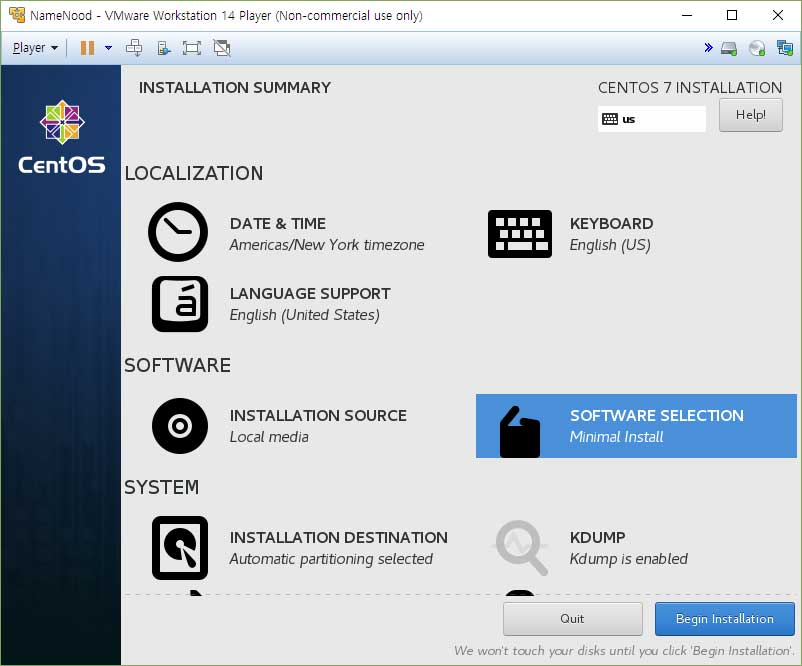 NameNood - VMware Workstation 14 Player (Non-commercial use only)
Player
INSTALLATION SUMMARY
CENTOS 7 INSTALLATION
us
Help!
CentOS
LOCALIZATION
DATE & TIME
Americas/New York timezone
KEYBOARD
English (US)
á
LANGUAGE SUPPORT
English (United States)
SOFTWARE
INSTALLATION SOURCE
Local media
SOFTWARE SELECTION
Minimal Install
SYSTEM
INSTALLATION DESTINATION
Automatic partitioning selected
KDUMP
Kdump is enabled
Quit
Begin Installation
We won't touch your disks until you click 'Begin Installation'.